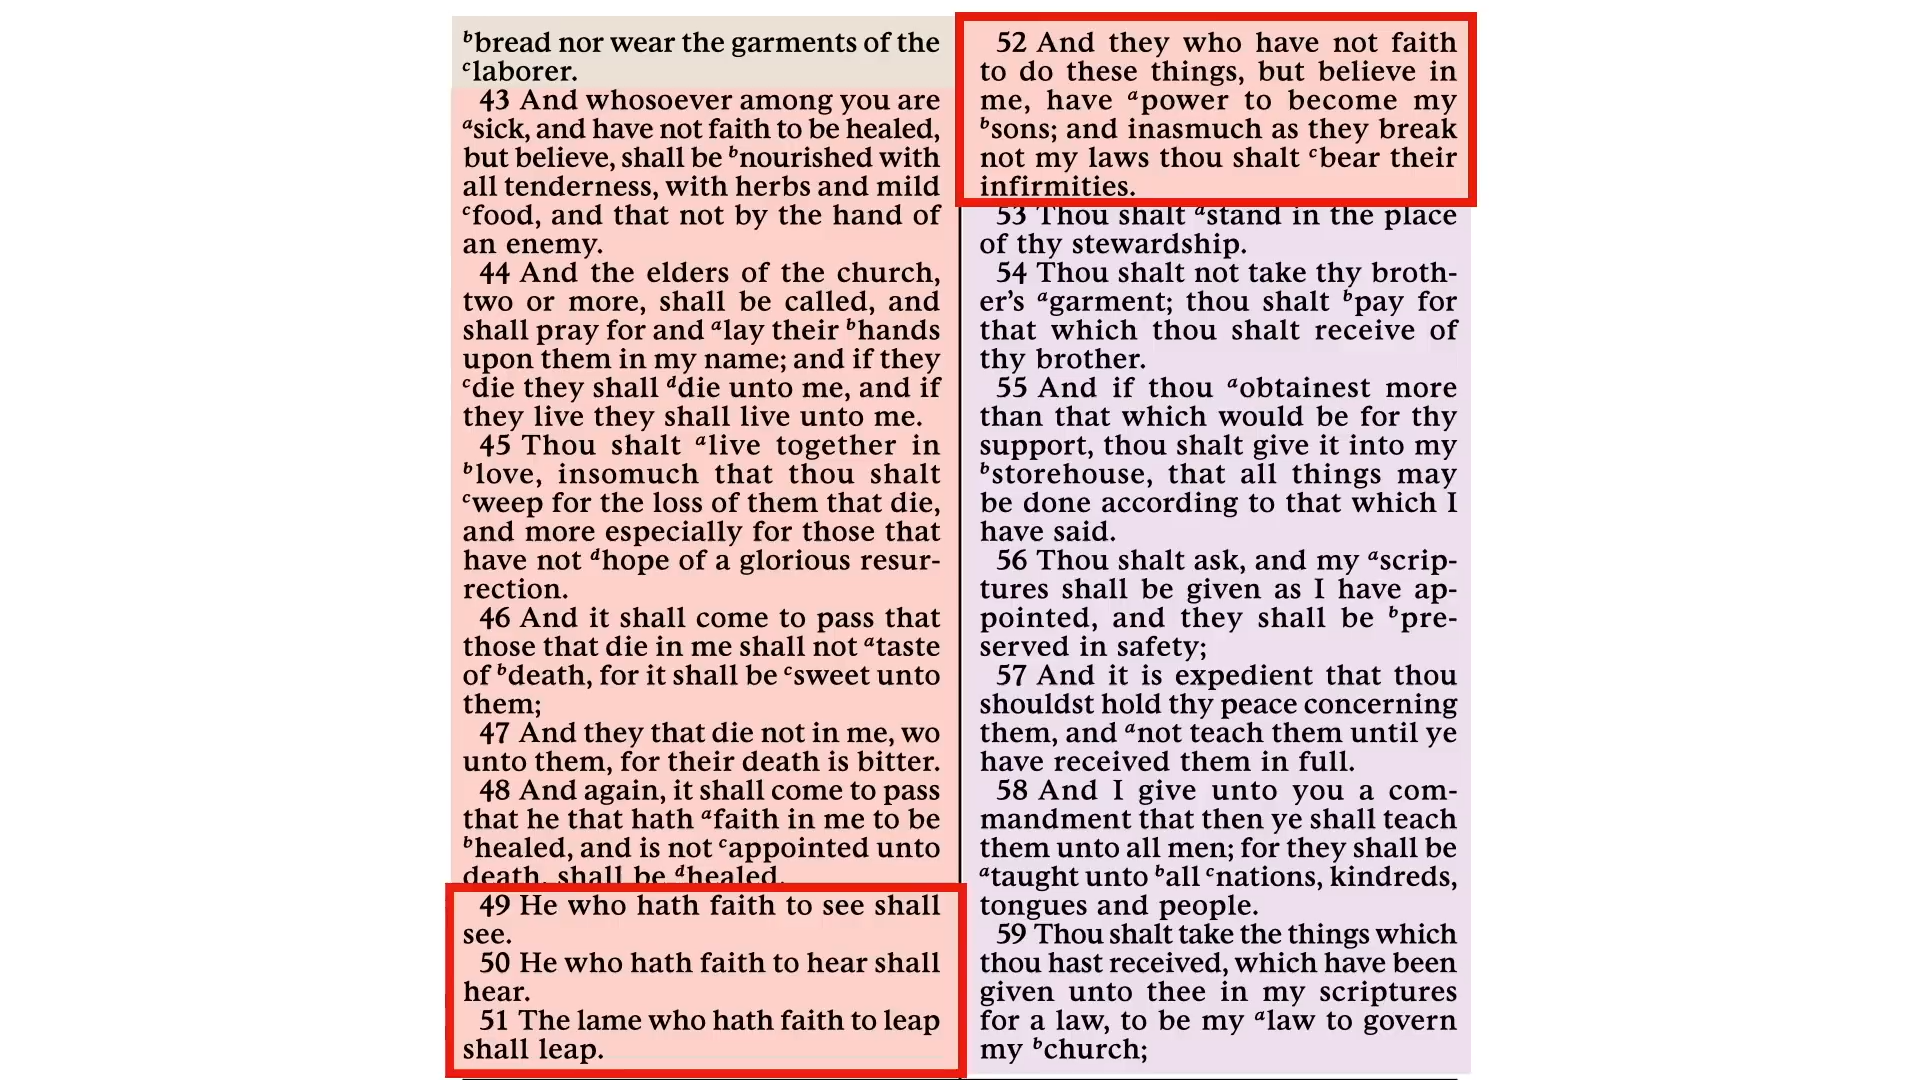 bbread nor wear the garments of the
claborer.
43 And whosoever among you are
asick, and have not faith to be healed,
but believe, shall be bnourished with
all tenderness, with herbs and mild
cfood, and that not by the hand of
an enemy.
44 And the elders of the church,
two or more, shall be called, and
shall pray for and alay their bhands
upon them in my name; and if they
cdie they shall ddie unto me, and if
they live they shall live unto me.
45 Thou shalt alive together in
blove, insomuch that thou shalt
cweep for the loss of them that die,
and more especially for those that
have not dhope of a glorious resur-
rection.
46 And it shall come to pass that
those that die in me shall not ataste
of bdeath, for it shall be csweet unto
them;
47 And they that die not in me, wo
unto them, for their death is bitter.
48 And again, it shall come to pass
that he that hath afaith in me to be
bhealed, and is not cappointed unto
death, shall be dhealed.
49 He who hath faith to see shall
see.
50 He who hath faith to hear shall
hear.
51 The lame who hath faith to leap
shall leap.
52 And they who have not faith
to do these things, but believe in
me, have apower to become my
bsons; and inasmuch as they break
not my laws thou shalt cbear their
infirmities.
53 Thou shalt astand in the place
of thy stewardship.
54 Thou shalt not take thy broth-
er’s agarment; thou shalt bpay for
that which thou shalt receive of
thy brother.
55 And if thou aobtainest more
than that which would be for thy
support, thou shalt give it into my
bstorehouse, that all things may
be done according to that which I
have said.
56 Thou shalt ask, and my ascrip-
tures shall be given as I have ap-
pointed, and they shall be bpre-
served in safety;
57 And it is expedient that thou
shouldst hold thy peace concerning
them, and anot teach them until ye
have received them in full.
58 And I give unto you a com-
mandment that then ye shall teach
them unto all men; for they shall be
ataught unto ball cnations, kindreds,
tongues and people.
59 Thou shalt take the things which
thou hast received, which have been
given unto thee in my scriptures
for a law, to be my alaw to govern
my bchurch;